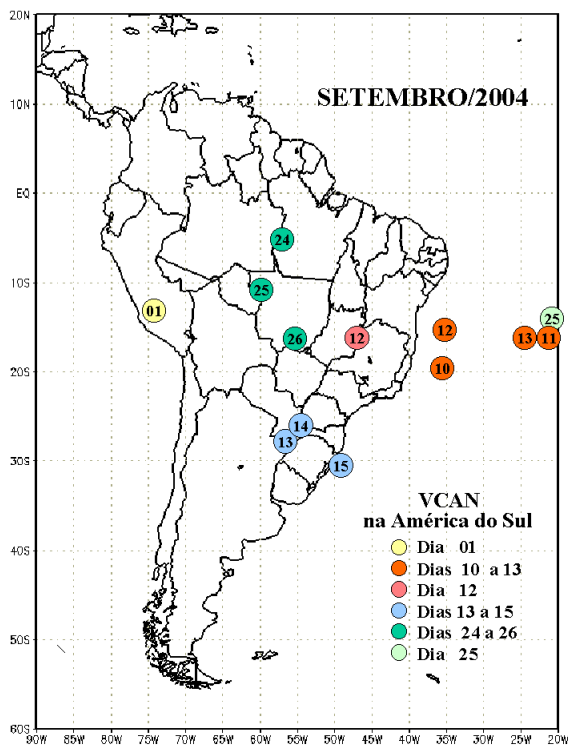 20N
SETEMBRO/2004
10N
EQ
24
25
10S
01
25
12
12
13
11
26
20S
10
14
13
30S
15
VCAN
na América do Sul
Dia 01
Dias 10 a 13
40S
Dia 12
Dias 13 a 15
Dias 24 a 26
50S
Dia 25
60S
90W 85W 80W 75W 70W 65W 60W 55W 50W 45W 40W 35W 30W 25W 20W